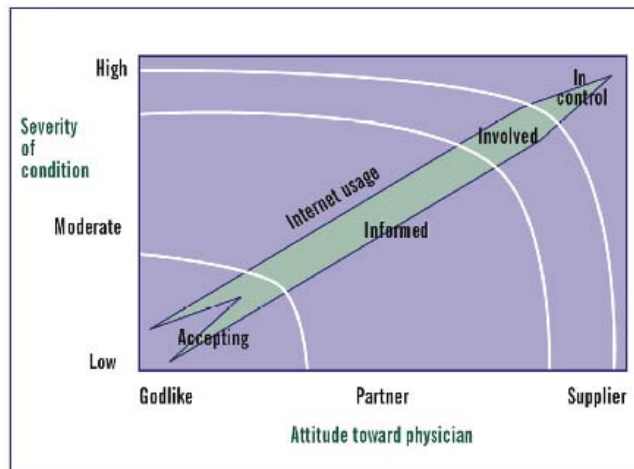 High
Severity
of
condition
Moderate
Low
In
control
Involved
Internet usage
Informed
Accepting
Godlike Partner Supplier
Attitude toward physician